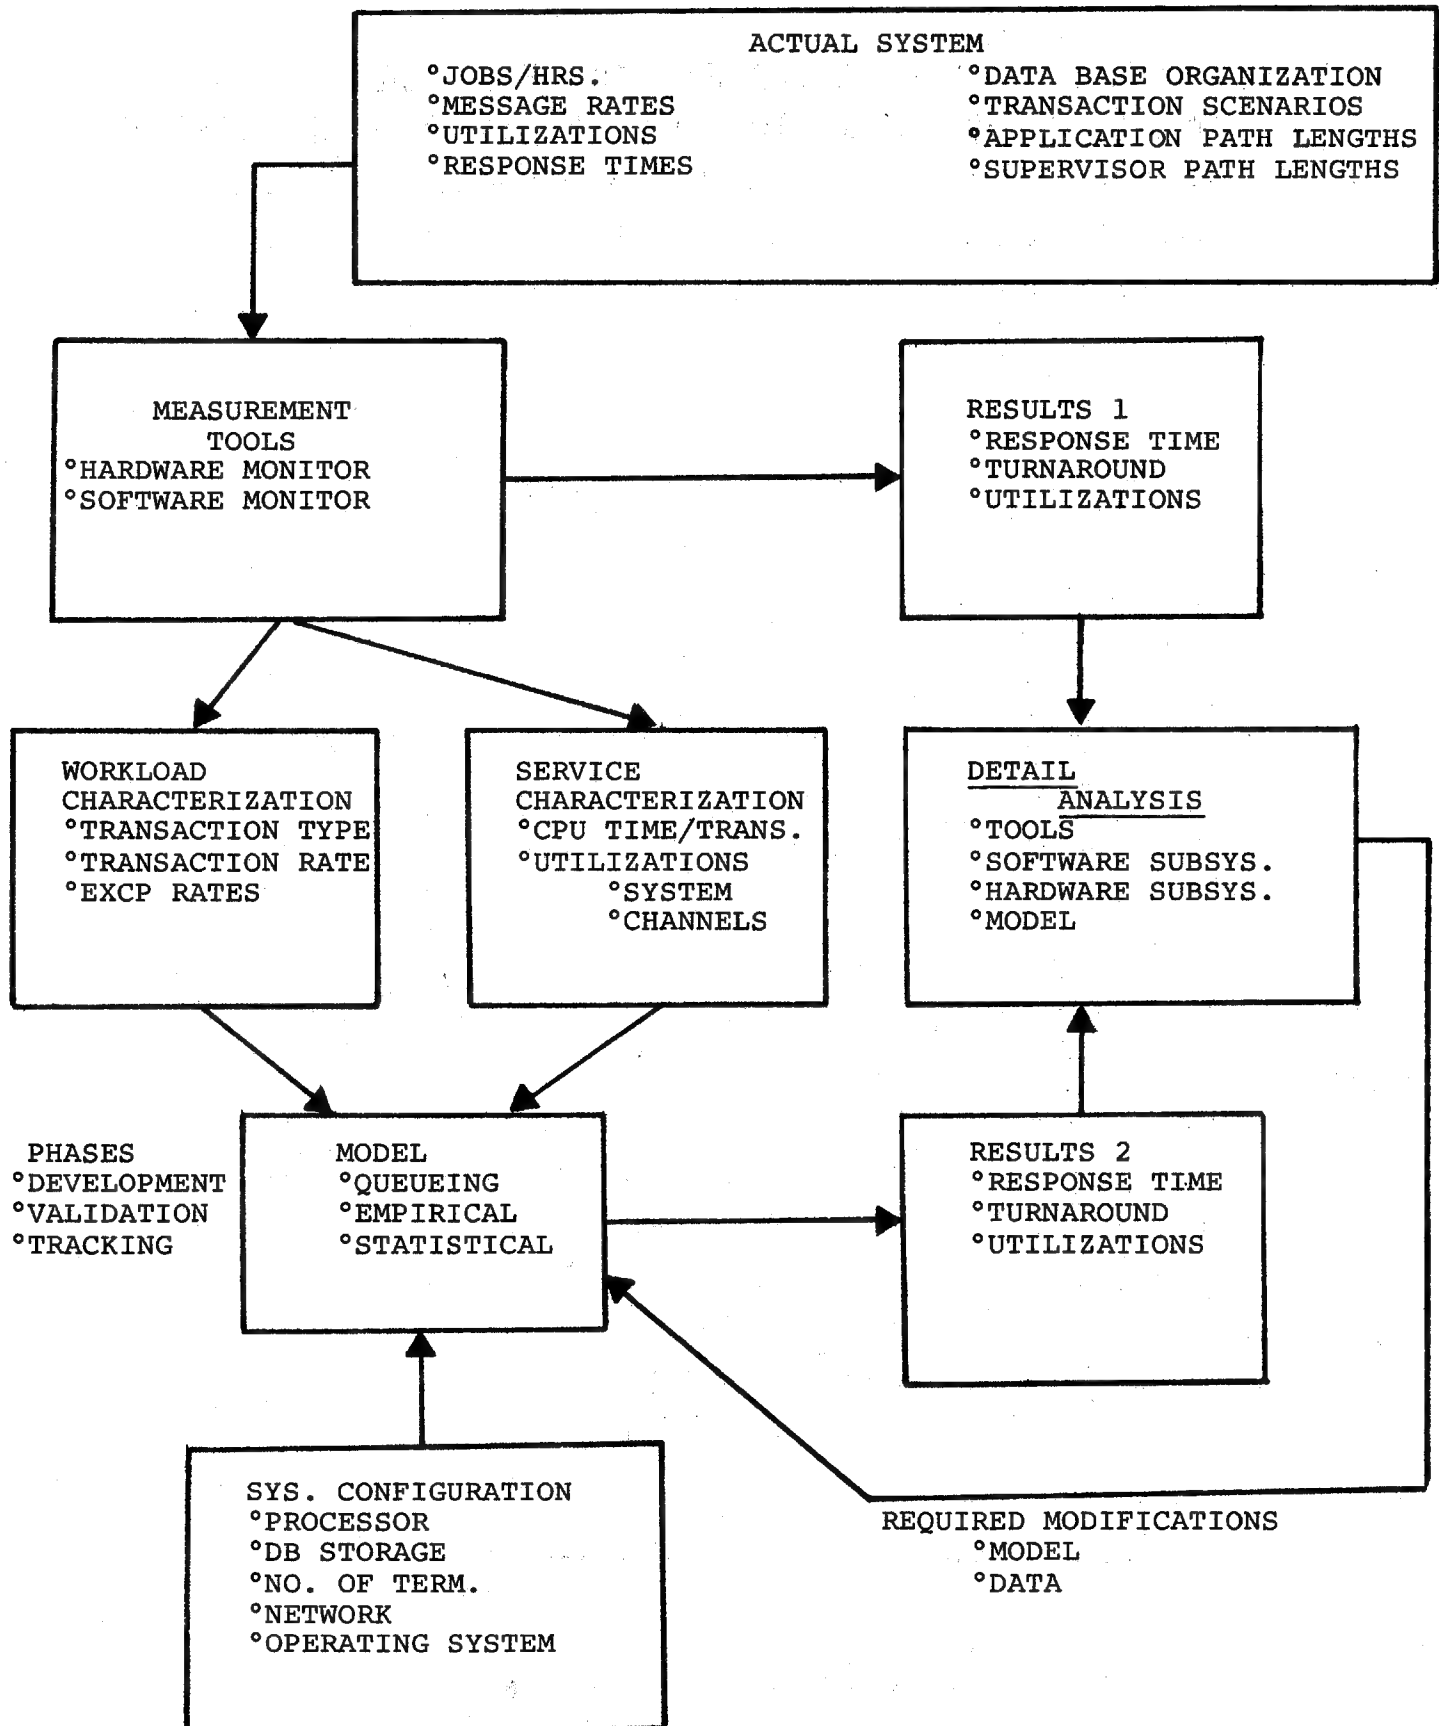 ACTUAL SYSTEM
°JOBS/HRS.
°MESSAGE RATES
°UTILIZATIONS
°RESPONSE TIMES
°DATA BASE ORGANIZATION
°TRANSACTION SCENARIOS
°APPLICATION PATH LENGTHS
°SUPERVISOR PATH LENGTHS
MEASUREMENT
TOOLS
°HARDWARE MONITOR
°SOFTWARE MONITOR
RESULTS 1
°RESPONSE TIME
°TURNAROUND
°UTILIZATIONS
WORKLOAD
CHARACTERIZATION
°TRANSACTION TYPE
°TRANSACTION RATE
°EXCP RATES
SERVICE
CHARACTERIZATION
°CPU TIME/TRANS.
°UTILIZATIONS
°SYSTEM
°CHANNELS
DETAIL
ANALYSIS
°TOOLS
°SOFTWARE SUBSYS.
°HARDWARE SUBSYS.
°MODEL
PHASES
°DEVELOPMENT
°VALIDATION
°TRACKING
MODEL
°QUEUEING
°EMPIRICAL
°STATISTICAL
RESULTS 2
°RESPONSE TIME
°TURNAROUND
°UTILIZATIONS
SYS. CONFIGURATION
°PROCESSOR
°DB STORAGE
°NO. OF TERM.
°NETWORK
°OPERATING SYSTEM
REQUIRED MODIFICATIONS
°MODEL
°DATA